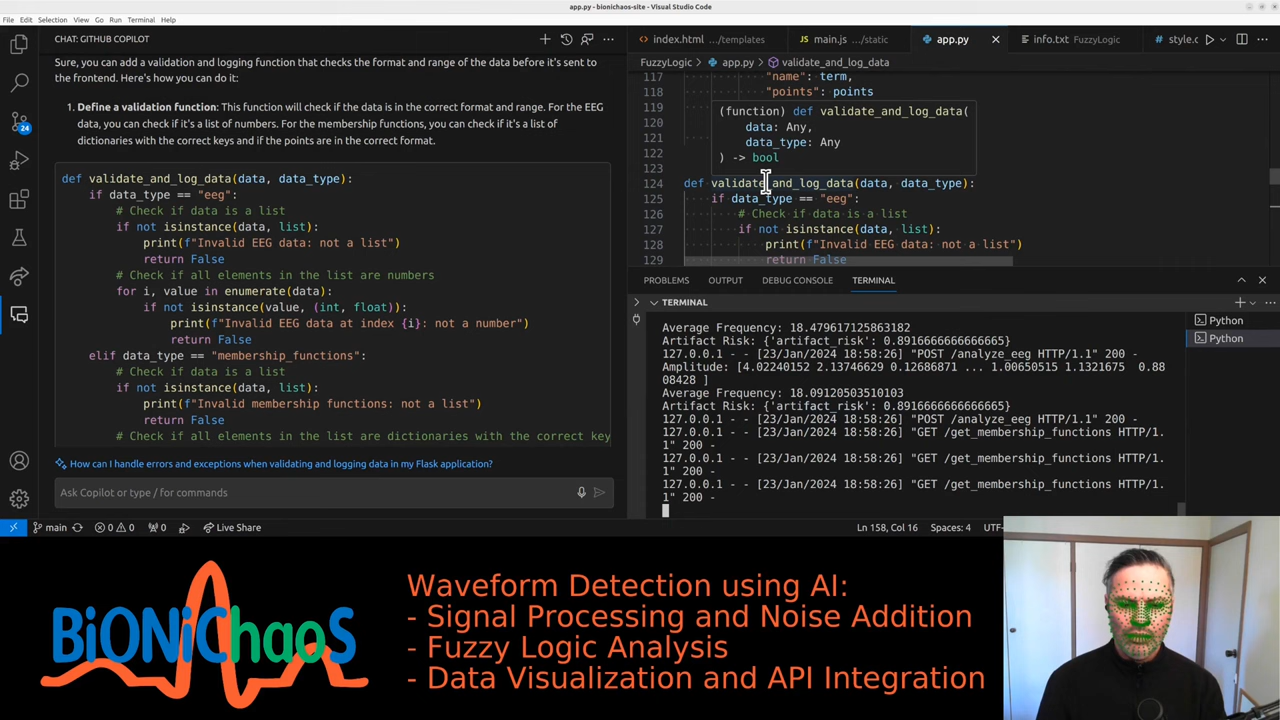 app.py - bionichaos-site - Visual Studio Code
File Edit Selection View Go Run Terminal Help
CHAT: GITHUB COPILOT
Sure, you can add a validation and logging function that checks the format and range of the data before it's sent to
the frontend. Here's how you can do it:
1. Define a validation function: This function will check if the data is in the correct format and range. For the EEG
data, you can check if it's a list of numbers. For the membership functions, you can check if it's a list of
dictionaries with the correct keys and if the points are in the correct format.
def validate_and_log_data(data, data_type):
if data_type == "eeg":
# Check if data is a list
if not isinstance(data, list):
print(f"Invalid EEG data: not a list")
return False
# Check if all elements in the list are numbers
for i, value in enumerate(data):
if not isinstance(value, (int, float)):
print(f"Invalid EEG data at index {i}: not a number")
return False
elif data_type == "membership_functions":
# Check if data is a list
if not isinstance(data, list):
print(f"Invalid membership functions: not a list")
return False
# Check if all elements in the list are dictionaries with the correct key
How can I handle errors and exceptions when validating and logging data in my Flask application?
Ask Copilot or type / for commands
24
index.html .../templates
main.js .../static
app.py
info.txt FuzzyLogic
style.c
FuzzyLogic > app.py > validate_and_log_data
117 "name": term,
118 "points": points
119
120
121
122
123
(function) def validate_and_log_data(
data: Any,
data_type: Any
) -> bool
124 def validate_and_log_data(data, data_type):
125 if data_type == "eeg":
126 # Check if data is a list
127 if not isinstance(data, list):
128 print(f"Invalid EEG data: not a list")
129 return False
PROBLEMS OUTPUT DEBUG CONSOLE TERMINAL
TERMINAL
Python
Python
Average Frequency: 18.479617125863182
Artifact Risk: {'artifact_risk': 0.8916666666666665}
127.0.0.1 - - [23/Jan/2024 18:58:26] "POST /analyze_eeg HTTP/1.1" 200 -
Amplitude: [4.02240152 2.13746629 0.12686871 ... 1.00650515 1.1321675 0.88
08428 ]
Average Frequency: 18.09120503510103
Artifact Risk: {'artifact_risk': 0.8916666666666665}
127.0.0.1 - - [23/Jan/2024 18:58:26] "POST /analyze_eeg HTTP/1.1" 200 -
127.0.0.1 - - [23/Jan/2024 18:58:26] "GET /get_membership_functions HTTP/1.
1" 200 -
127.0.0.1 - - [23/Jan/2024 18:58:26] "GET /get_membership_functions HTTP/1.
1" 200 -
127.0.0.1 - - [23/Jan/2024 18:58:26] "GET /get_membership_functions HTTP/1.
1" 200 -
main 0 0 0 Live Share
Ln 158, Col 16 Spaces: 4 UTF-
BiONiChaoS
Waveform Detection using AI:
- Signal Processing and Noise Addition
- Fuzzy Logic Analysis
- Data Visualization and API Integration